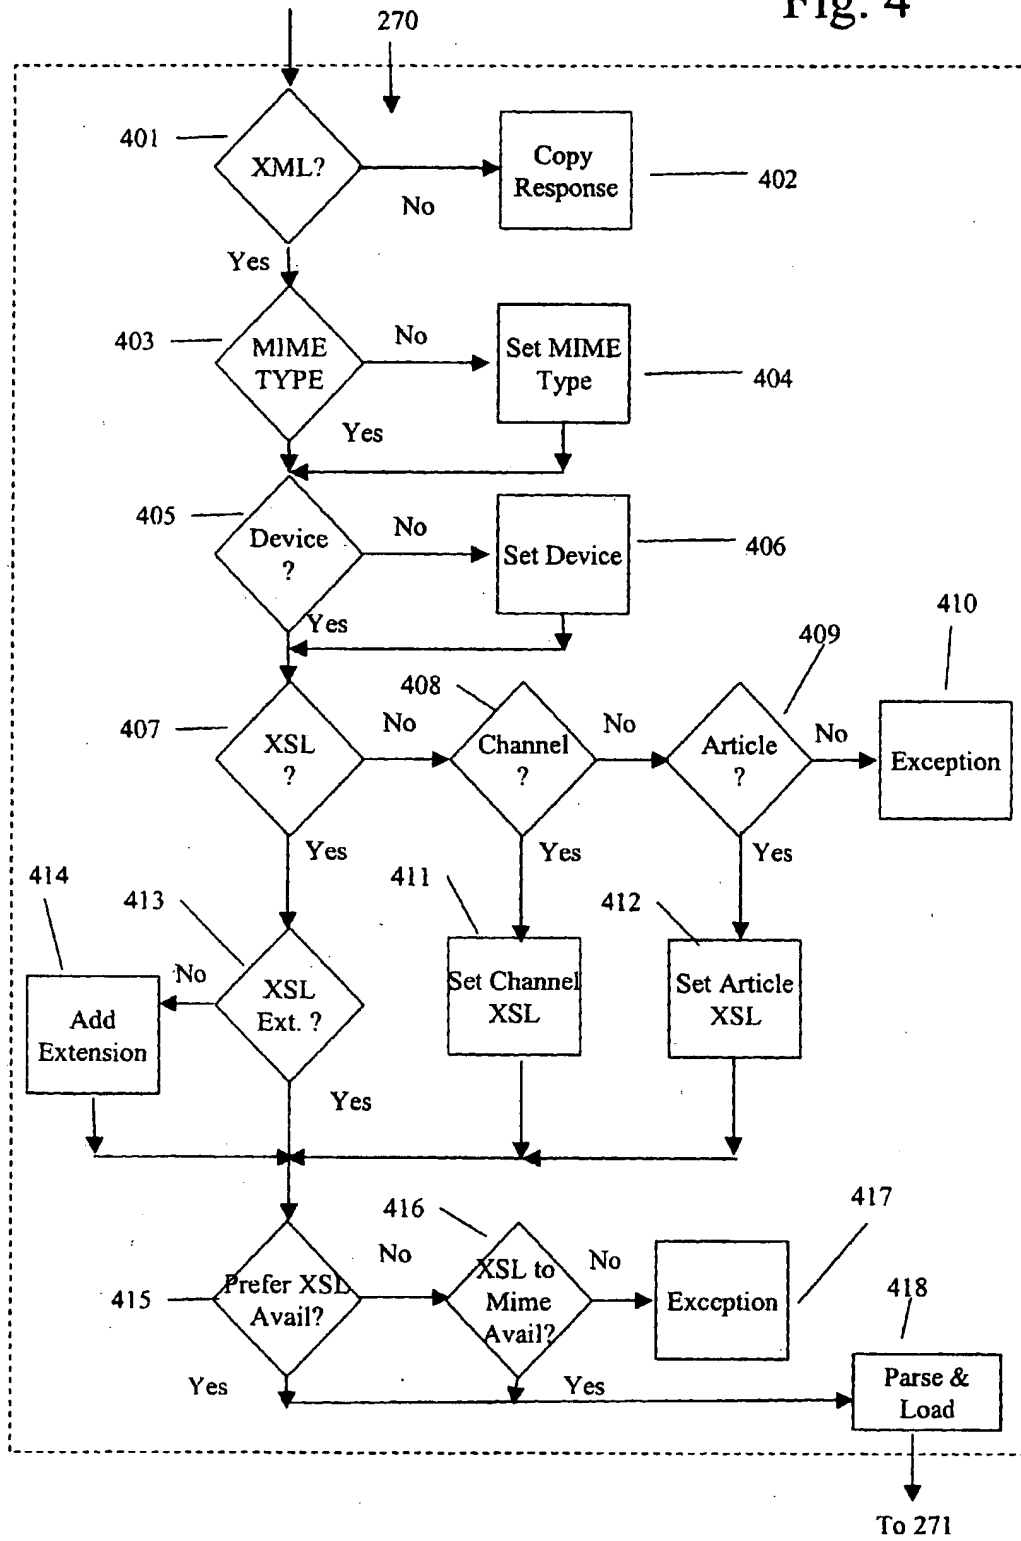 Fig. 4
270
401
XML?
Copy
Response
402
No
Yes
403
MIME
TYPE
No
Set MIME
Type
404
Yes
405
Device
?
No
Set Device
406
Yes
410
409
408
407
XSL
?
No
Channel
?
No
Article
?
No
Exception
Yes
Yes
Yes
414
413
411
412
No
XSL
Ext. ?
Add
Extension
Set Channel
XSL
Set Article
XSL
Yes
416
417
415
Prefer XSL
Avail?
No
XSL to
Mime
Avail?
No
Exception
418
Yes
Yes
Parse &
Load
To 271